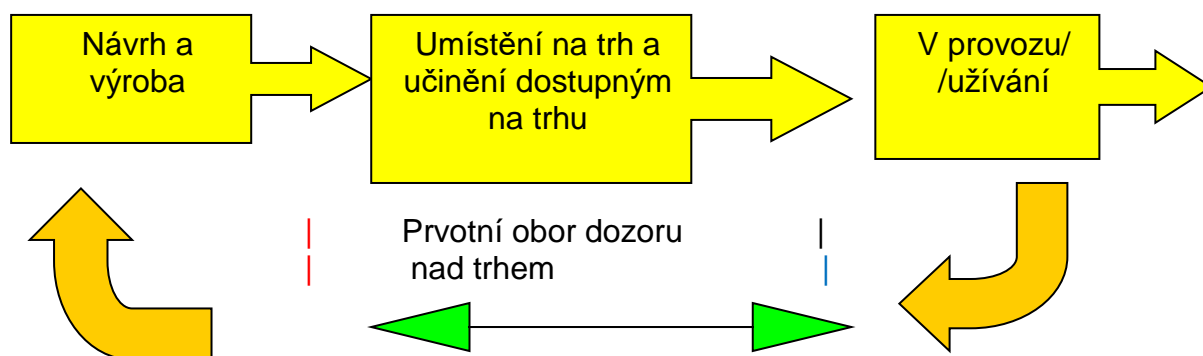 Návrh a
výroba
Umístění na trh a
učinění dostupným
na trhu
V provozu/
/užívání
Prvotní obor dozoru
nad trhem